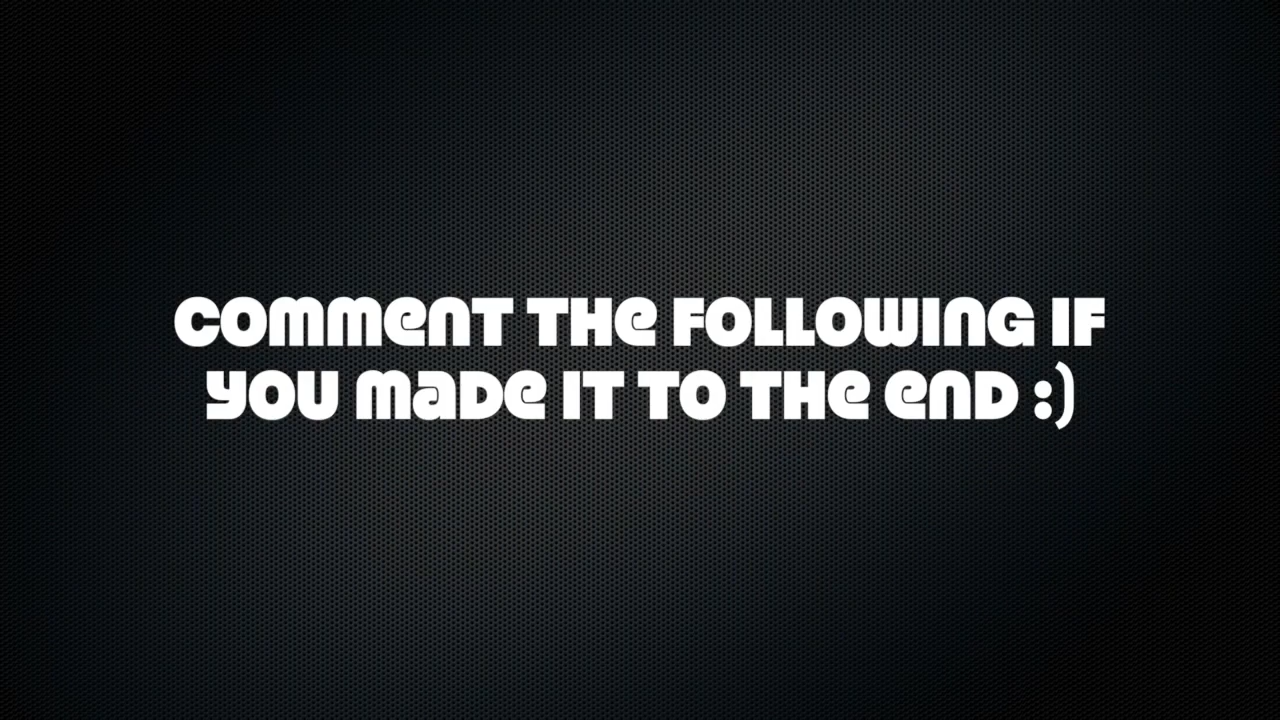 COMMENT THE FOLLOWING IF
YOU MADE IT TO THE END :)